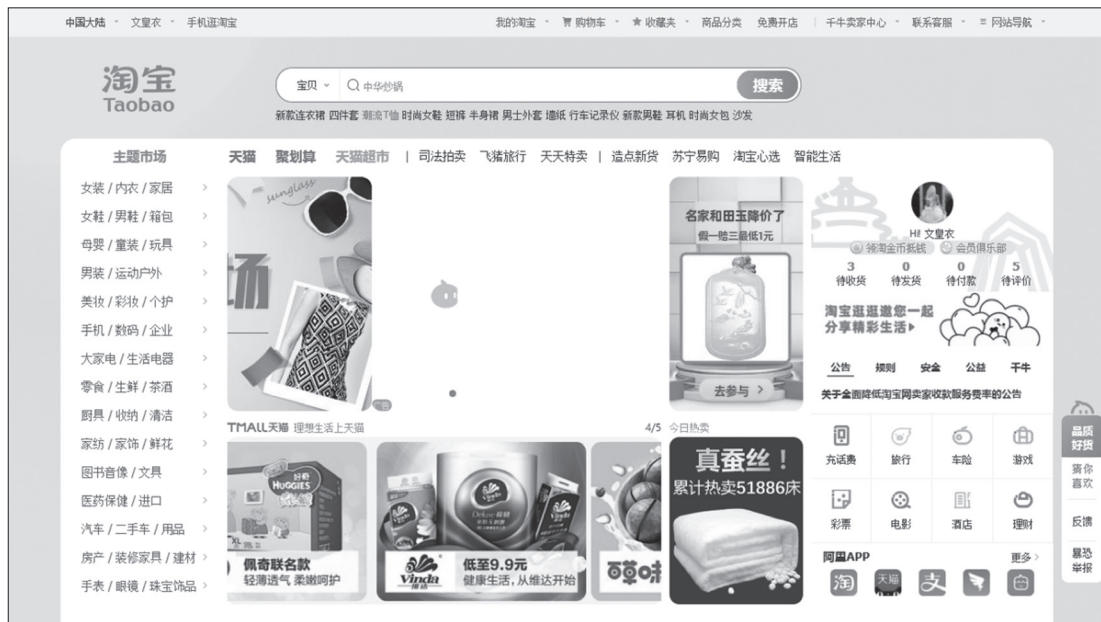 中国大陆 文皇衣 手机逛淘宝 我的淘宝 购物车 收藏夹 商品分类 免费开店 千牛卖家中心 联系客服 网站导航
淘宝
Taobao
宝贝 中华炒锅 搜索
新款连衣裙 四件套 潮流T恤 时尚女鞋 短裤 半身裙 男士外套 墙纸 行车记录仪 新款男鞋 耳机 时尚女包 沙发
主题市场 天猫 聚划算 天猫超市 | 司法拍卖 飞猪旅行 天天特卖 | 造点新货 苏宁易购 淘宝心选 智能生活
女装 / 内衣 / 家居
女鞋 / 男鞋 / 箱包
母婴 / 童装 / 玩具
男装 / 运动户外
美妆 / 彩妆 / 个护
手机 / 数码 / 企业
大家电 / 生活电器
零食 / 生鲜 / 茶酒
厨具 / 收纳 / 清洁
家纺 / 家饰 / 鲜花
图书音像 / 文具
医药保健 / 进口
汽车 / 二手车 / 用品
房产 / 装修家具 / 建材
手表 / 眼镜 / 珠宝饰品
sunglass
场
名家和田玉降价了
假一赔三最低1元
去参与 >
Hi! 文皇衣
领淘金币抵钱 会员俱乐部
3 0 0 5
待收货 待发货 待付款 待评价
淘宝逛逛邀您一起
分享精彩生活
公告 规则 安全 公益 千牛
关于全面降低淘宝网卖家收款服务费率的公告
充话费 旅行 车险 游戏
彩票 电影 酒店 理财
阿里APP 更多 >
淘 天猫 支
TMALL天猫 理想生活上天猫 4/5 今日热卖
好奇
HUGGIES
XL
佩奇联名款
轻薄透气 柔嫩呵护
Vinda
Deluxe
Vinda
维达
低至9.9元
健康生活，从维达开始
百草味
真蚕丝！
累计热卖51886床
品质
好货
猜你
喜欢
反馈
暴恐
举报